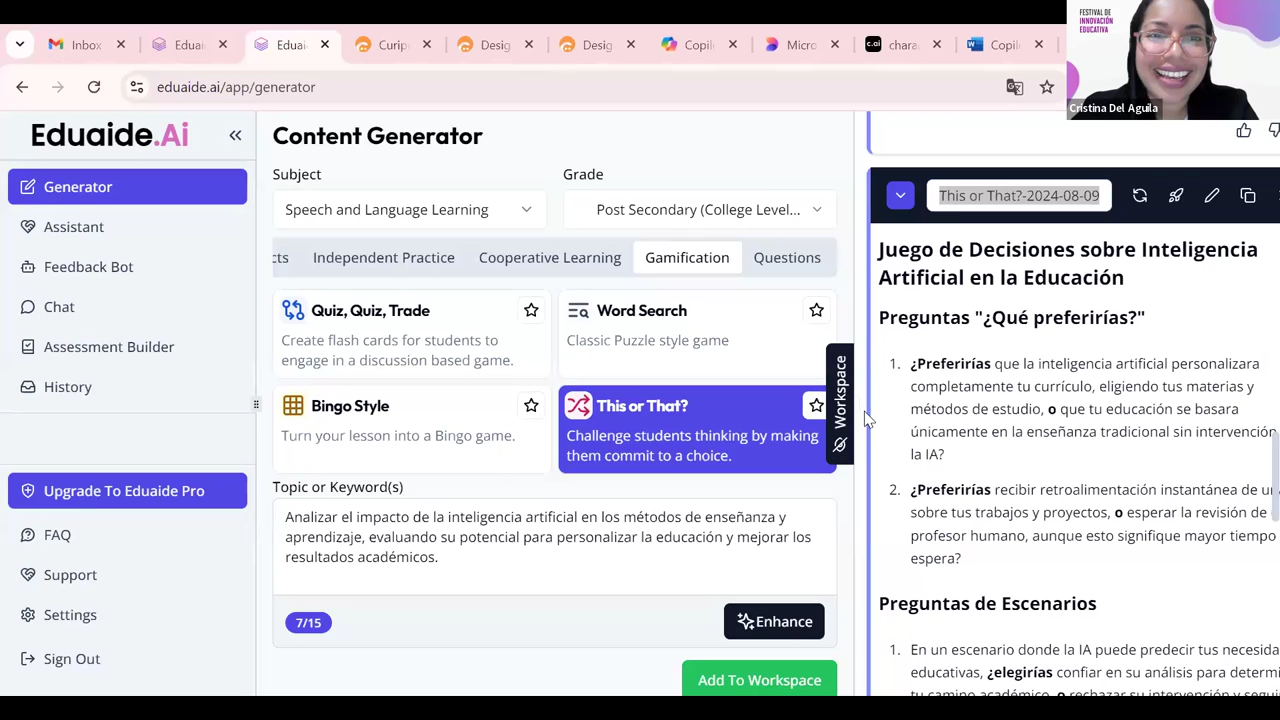 FESTIVAL DE
INNOVACIÓN
EDUCATIVA
Cristina Del Aguila
Inbox
Eduai
Eduai
Curip
Desig
Desig
Copil
Micro
c.ai
chara
Copil
eduaide.ai/app/generator
Eduaide.Ai
Generator
Assistant
Feedback Bot
Chat
Assessment Builder
History
Upgrade To Eduaide Pro
FAQ
Support
Settings
Sign Out
Content Generator
Subject
Grade
Speech and Language Learning
Post Secondary (College Level...
cts
Independent Practice
Cooperative Learning
Gamification
Questions
Quiz, Quiz, Trade
Create flash cards for students to
engage in a discussion based game.
Word Search
Classic Puzzle style game
Bingo Style
Turn your lesson into a Bingo game.
This or That?
Challenge students thinking by making
them commit to a choice.
Topic or Keyword(s)
Analizar el impacto de la inteligencia artificial en los métodos de enseñanza y
aprendizaje, evaluando su potencial para personalizar la educación y mejorar los
resultados académicos.
7/15
Enhance
Add To Workspace
Workspace
This or That?-2024-08-09
Juego de Decisiones sobre Inteligencia
Artificial en la Educación
Preguntas "¿Qué preferirías?"
1. ¿Preferirías que la inteligencia artificial personalizara
completamente tu currículo, eligiendo tus materias y
métodos de estudio, o que tu educación se basara
únicamente en la enseñanza tradicional sin intervención
la IA?
2. ¿Preferirías recibir retroalimentación instantánea de un
sobre tus trabajos y proyectos, o esperar la revisión de
profesor humano, aunque esto signifique mayor tiempo
espera?
Preguntas de Escenarios
1. En un escenario donde la IA puede predecir tus necesida
educativas, ¿elegirías confiar en su análisis para determi
tu camino académico, o rechazar su intervención y segui